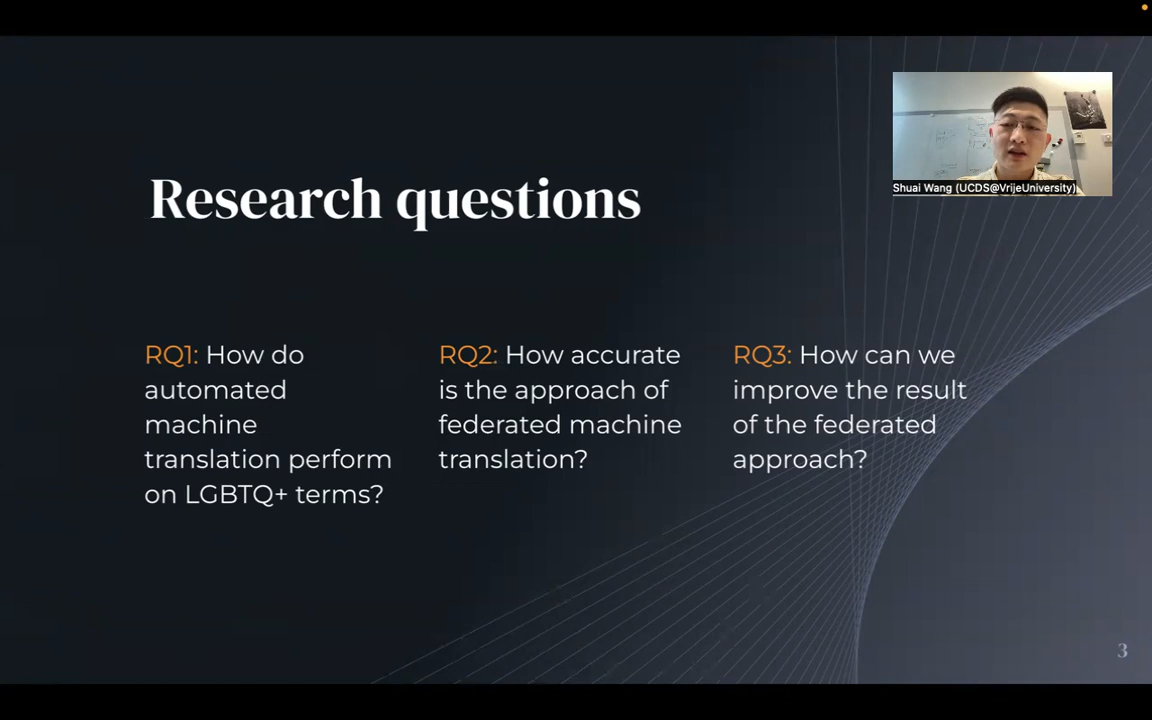 Shuai Wang (UCDS@VrijeUniversity)
Research questions
RQ1: How do
automated
machine
translation perform
on LGBTQ+ terms?
RQ2: How accurate
is the approach of
federated machine
translation?
RQ3: How can we
improve the result
of the federated
approach?
3